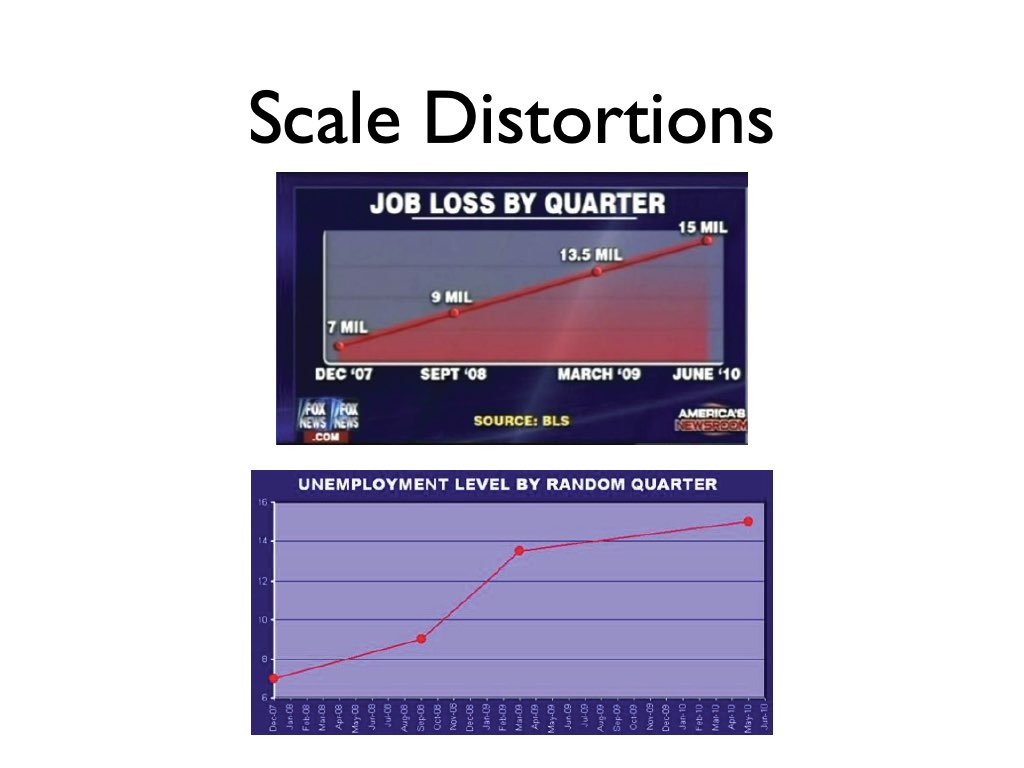 Scale Distortions
JOB LOSS BY QUARTER
15 MIL
13.5 MIL
9 MIL
7 MIL
DEC '07 SEPT '08 MARCH '09 JUNE '10
FOX NEWS FOX NEWS .COM
SOURCE: BLS
AMERICA'S NEWSROOM
UNEMPLOYMENT LEVEL BY RANDOM QUARTER
16
14
12
10
8
6
Dec-07 Jan-08 Feb-08 Mar-08 Apr-08 May-08 Jun-08 Jul-08 Aug-08 Sep-08 Oct-08 Nov-08 Dec-08 Jan-09 Feb-09 Mar-09 Apr-09 May-09 Jun-09 Jul-09 Aug-09 Sep-09 Oct-09 Nov-09 Dec-09 Jan-10 Feb-10 Mar-10 Apr-10 May-10 Jun-10